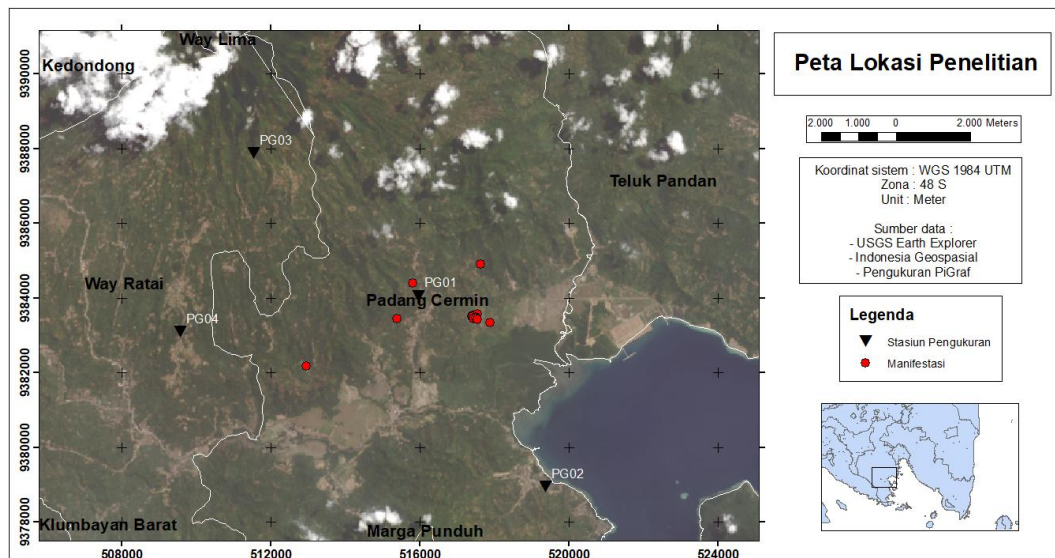 Way Lima
Kedondong
PG03
Teluk Pandan
Way Ratai
PG01
Padang Cermin
PG04
PG02
Klumbayan Barat
Marga Punduh
9390000
9388000
9386000
9384000
9382000
9380000
9378000
508000
512000
516000
520000
524000
Peta Lokasi Penelitian
2.000 1.000 0 2.000 Meters
Koordinat sistem : WGS 1984 UTM
Zona : 48 S
Unit : Meter
Sumber data :
- USGS Earth Explorer
- Indonesia Geospasial
- Pengukuran PiGraf
Legenda
Stasiun Pengukuran
Manifestasi